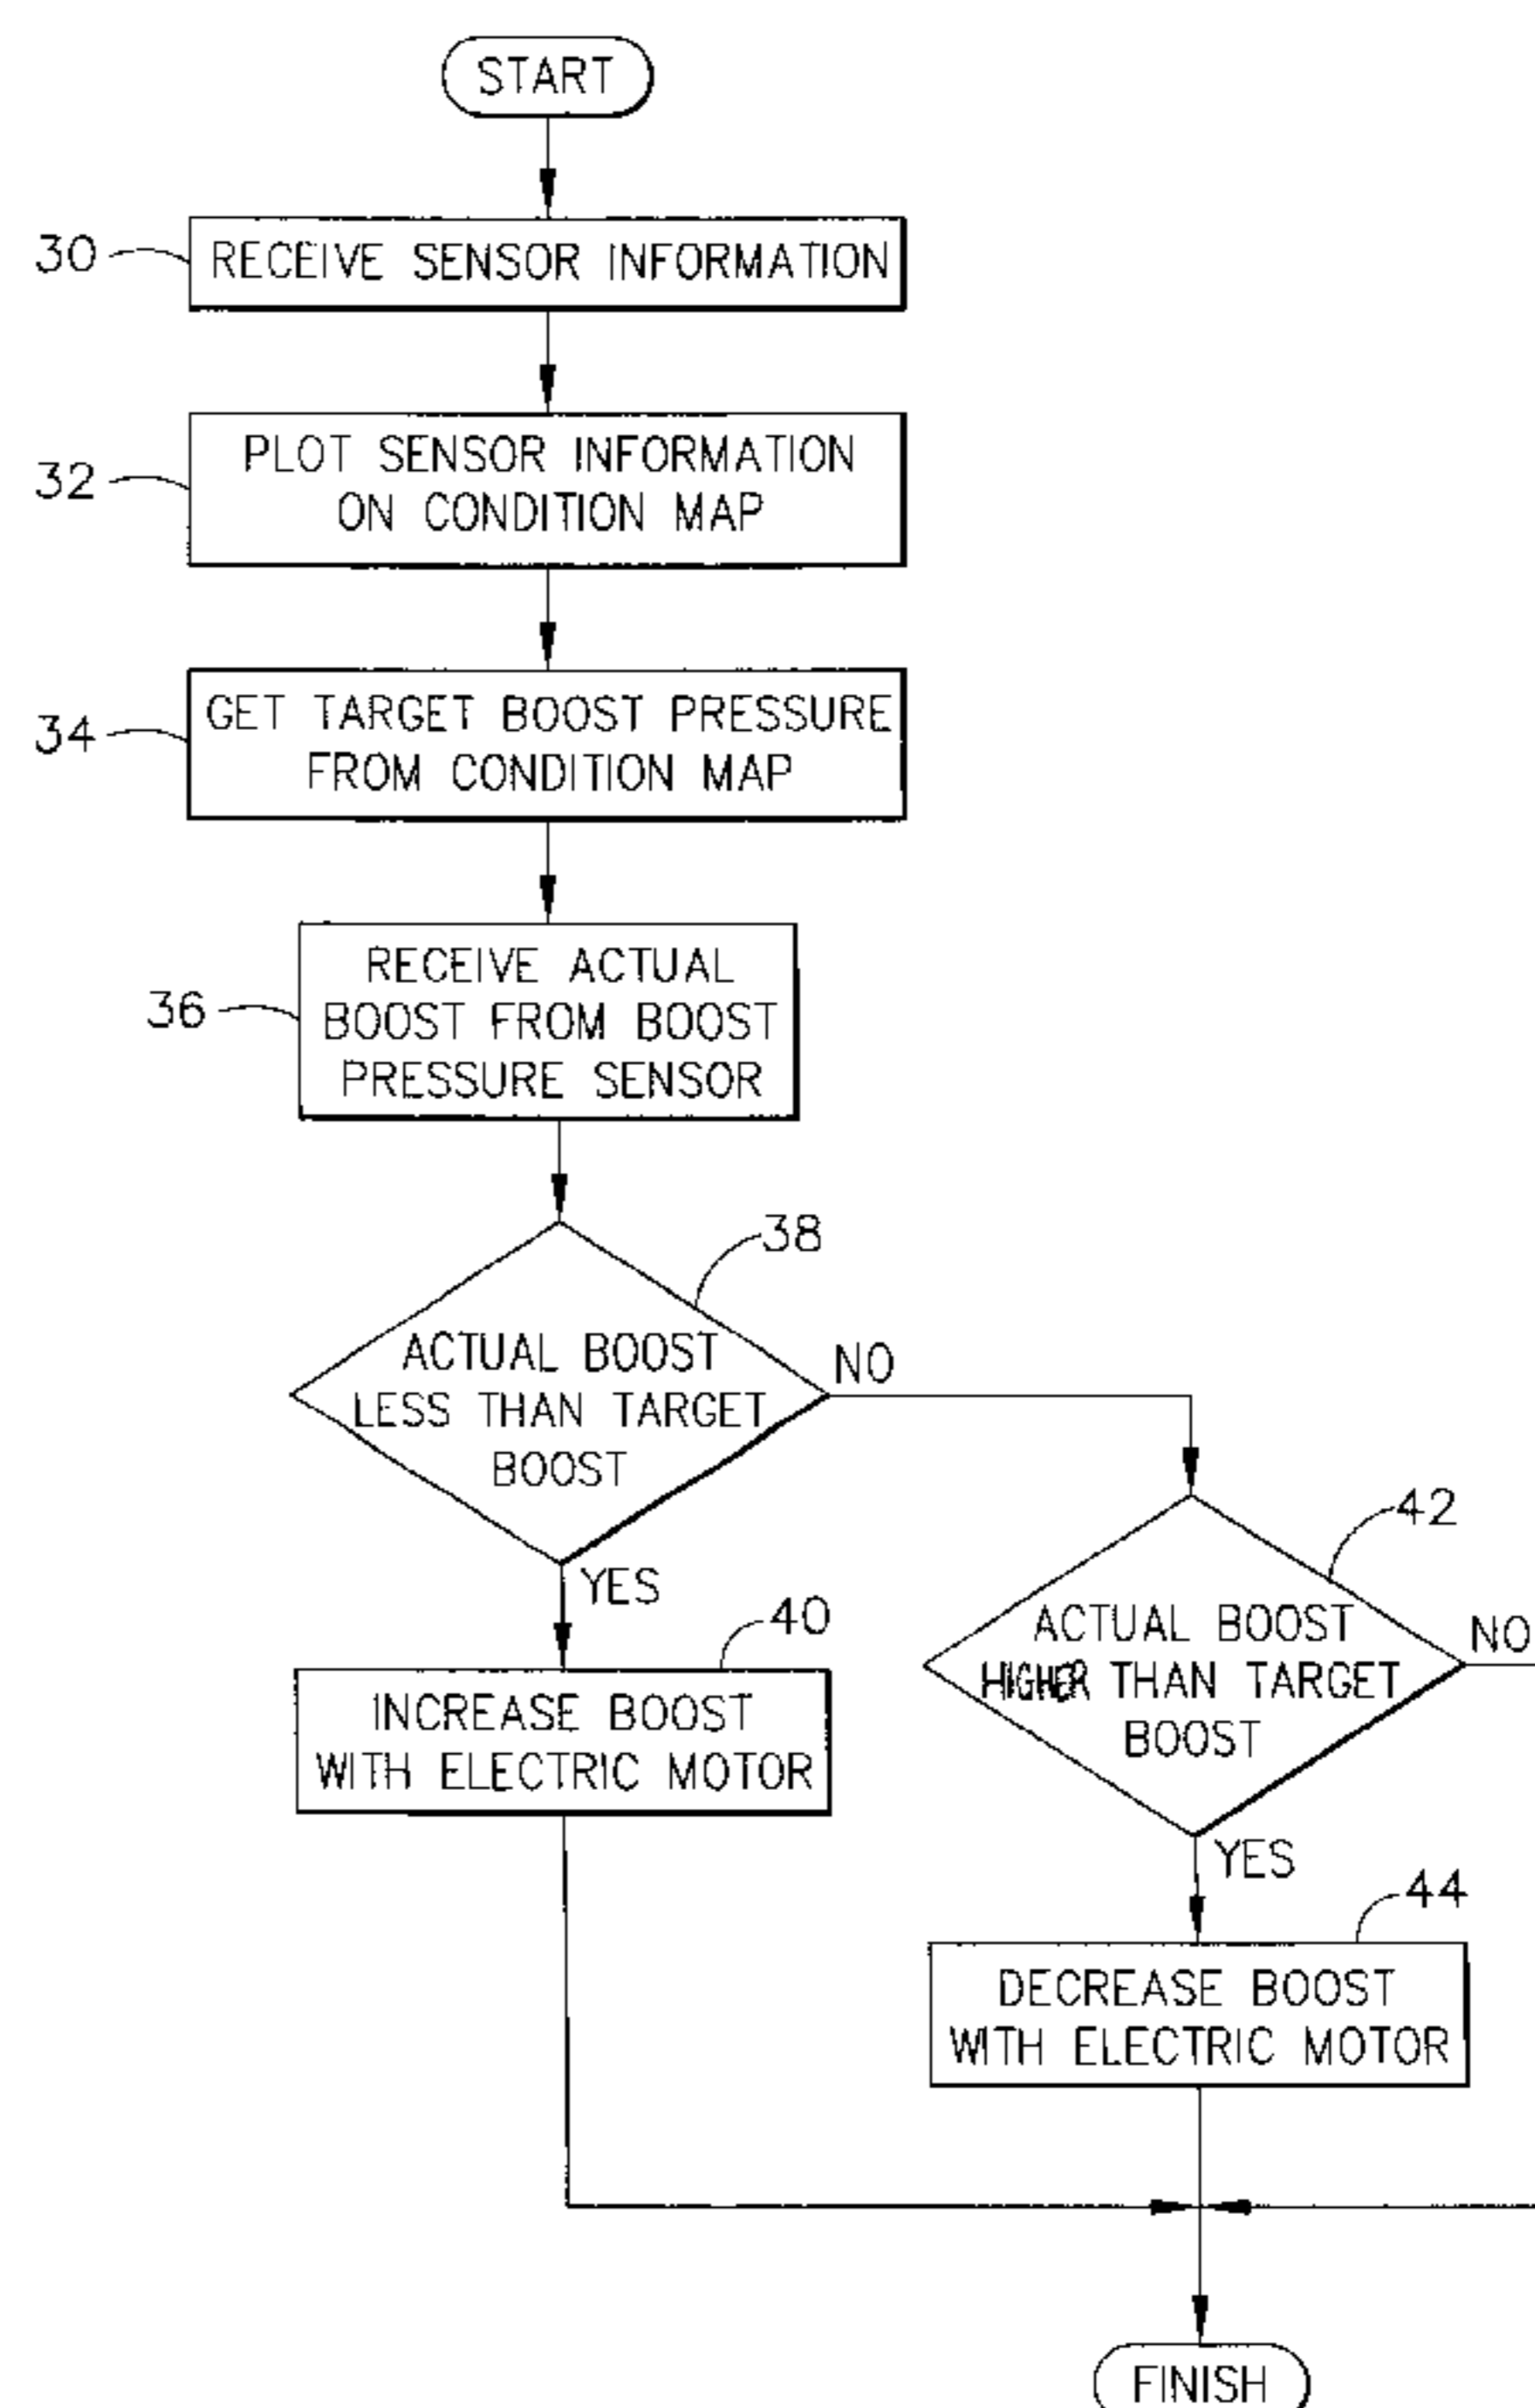 START
30
RECEIVE SENSOR INFORMATION
32
PLOT SENSOR INFORMATION
ON CONDITION MAP
34
GET TARGET BOOST PRESSURE
FROM CONDITION MAP
36
RECEIVE ACTUAL
BOOST FROM BOOST
PRESSURE SENSOR
38
ACTUAL BOOST
LESS THAN TARGET
BOOST
NO
YES
40
INCREASE BOOST
WITH ELECTRIC MOTOR
42
ACTUAL BOOST
HIGHER THAN TARGET
BOOST
NO
YES
44
DECREASE BOOST
WITH ELECTRIC MOTOR
FINISH